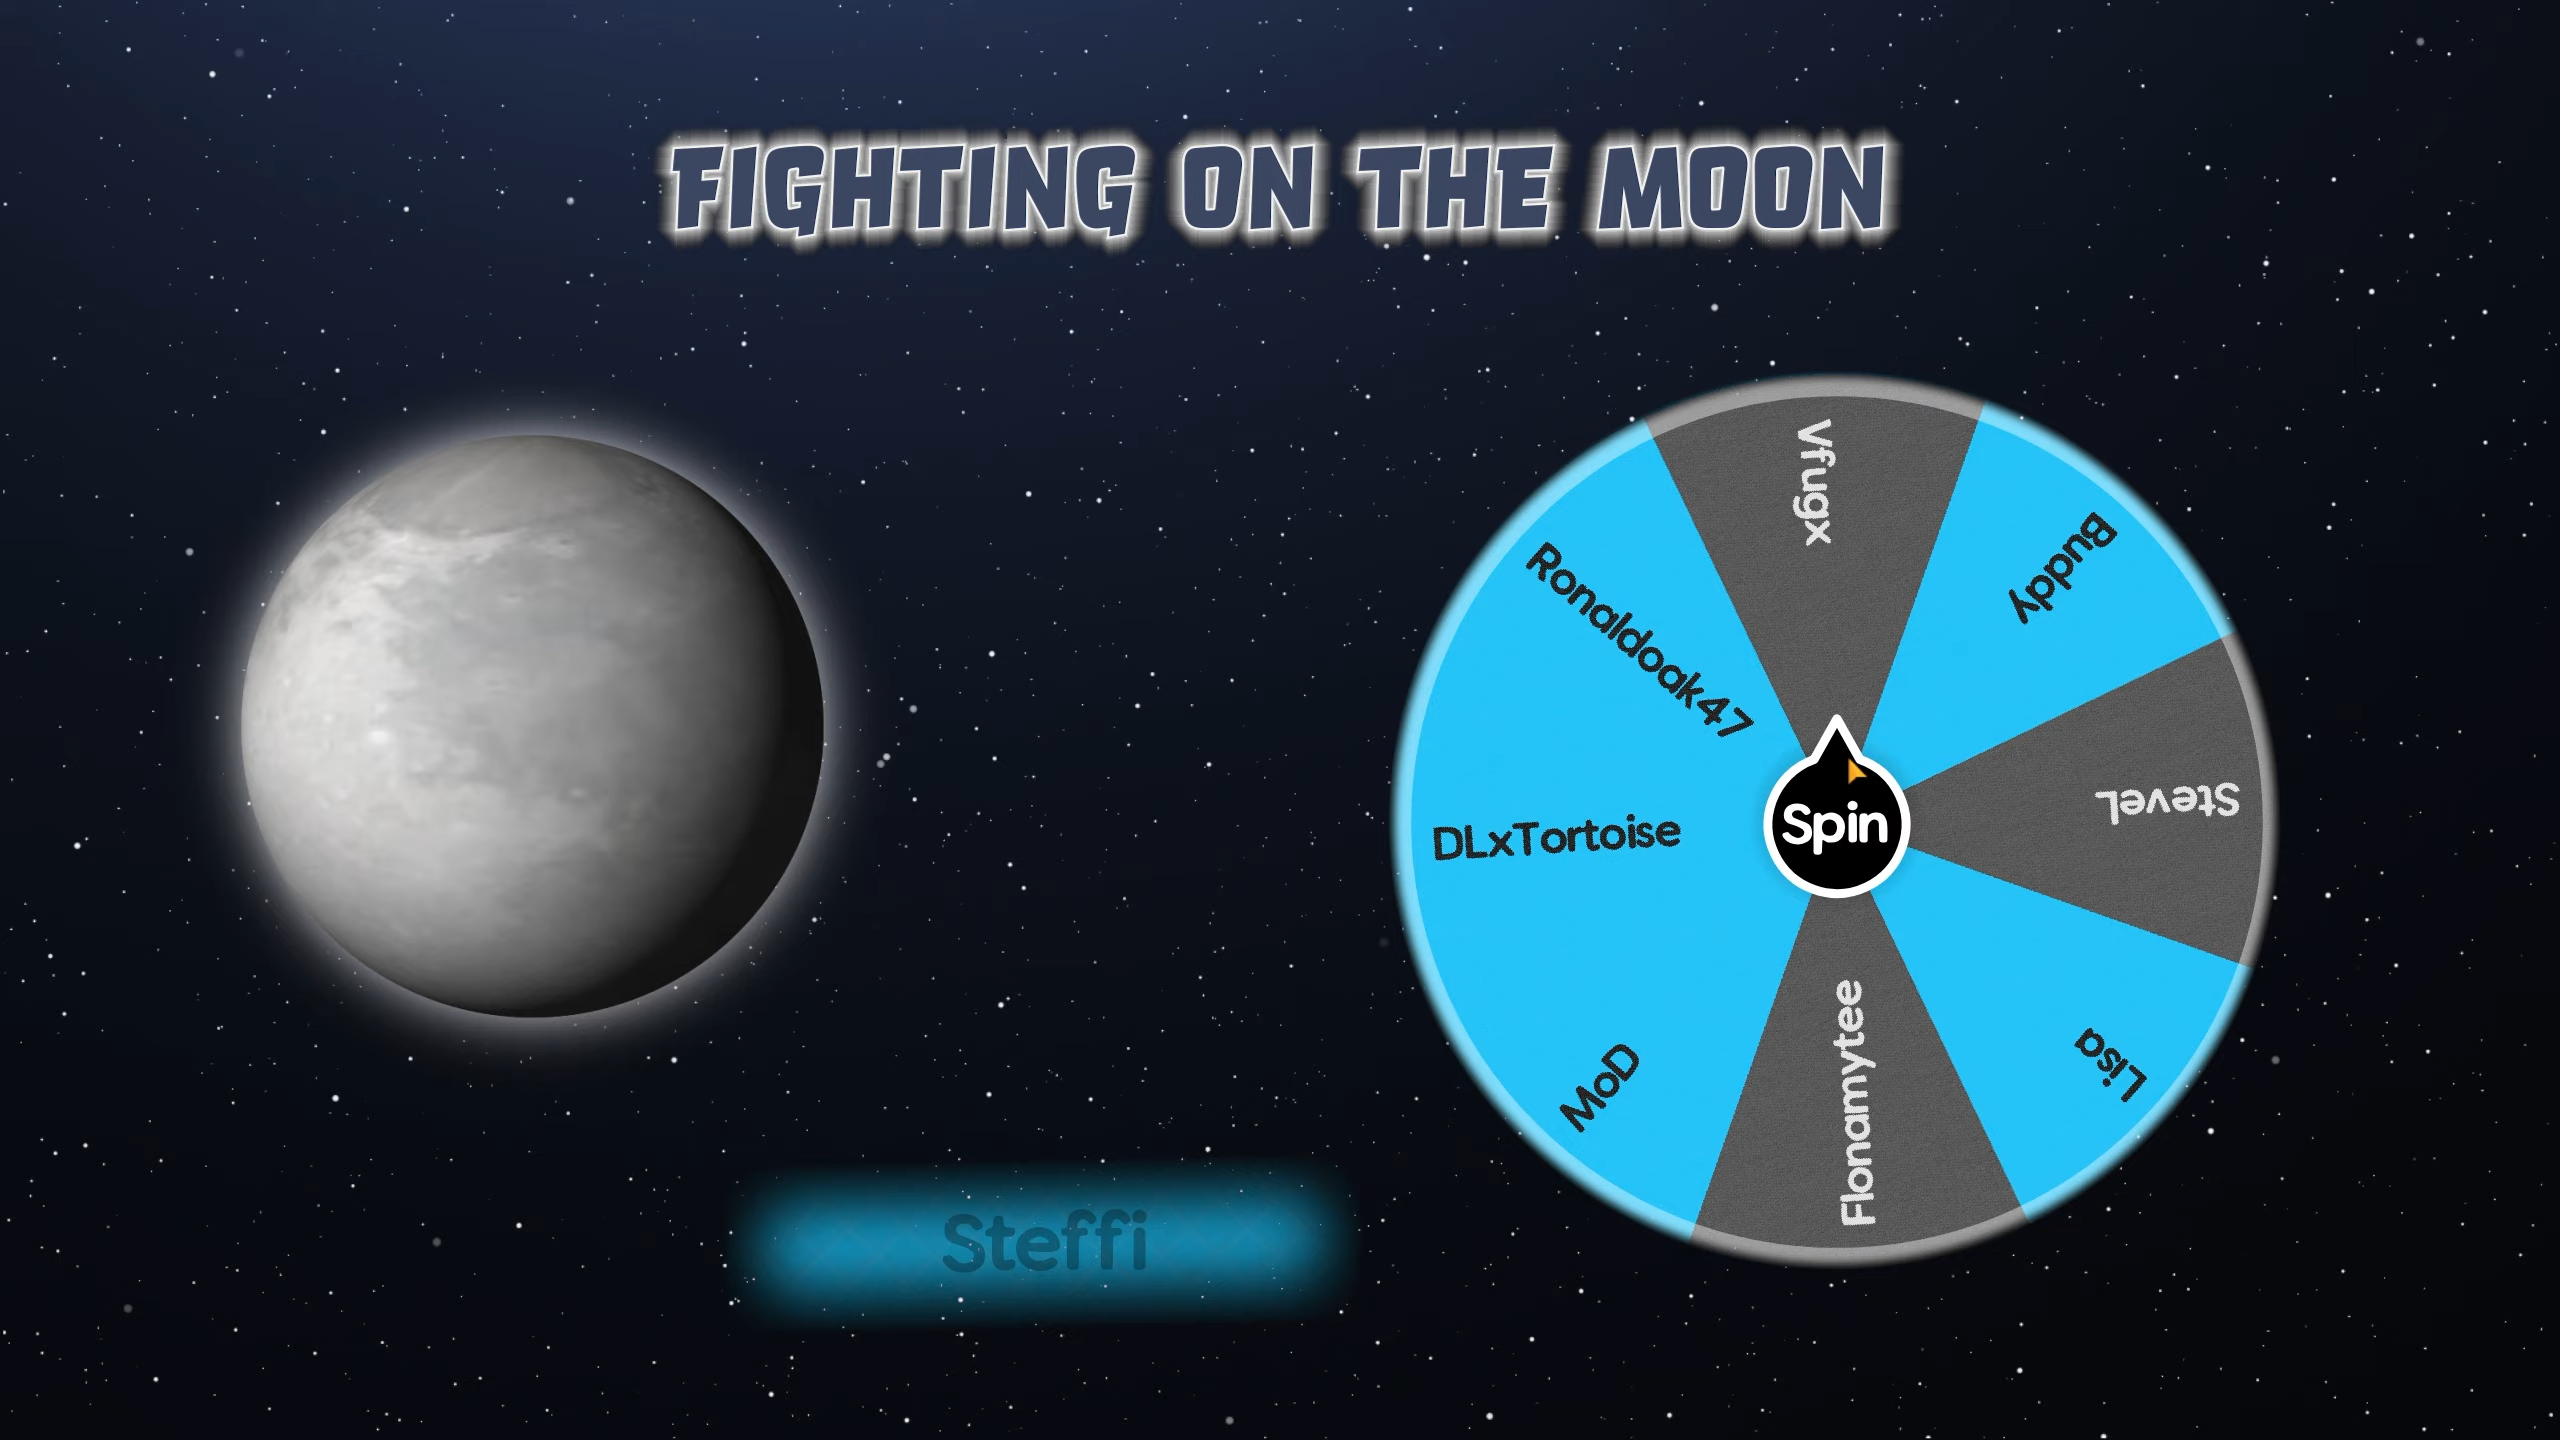 FIGHTING ON THE MOON
Vfugx
Buddy
SteveL
Lisa
Flonamytee
MoD
DLxTortoise
Ronaldoak47
Spin
Steffi